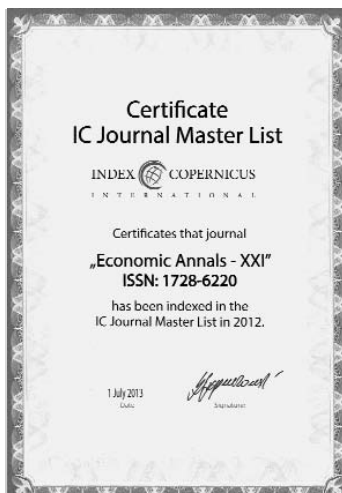 Certificate
IC Journal Master List
INDEX COPERNICUS
INTERNATIONAL
Certificates that journal
„Economic Annals - XXI”
ISSN: 1728-6220
has been indexed in the
IC Journal Master List in 2012.
1 July 2013
Date
Signature